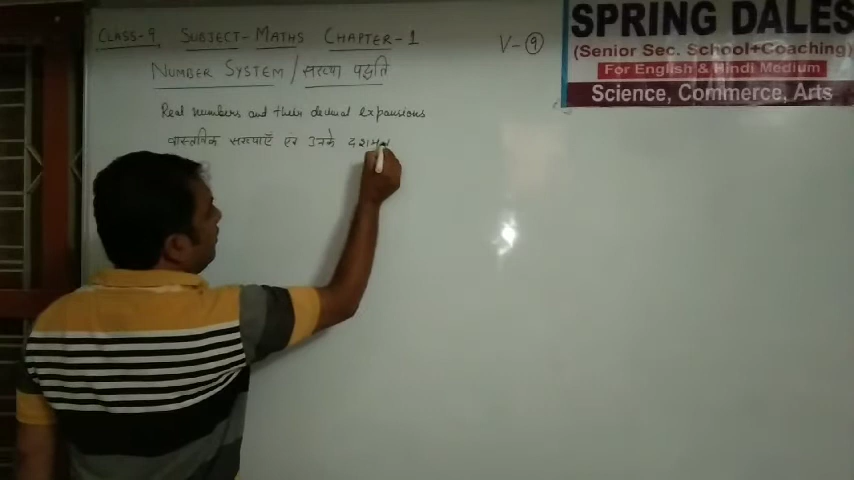 CLASS-9 SUBJECT-MATHS CHAPTER-1
V-9
NUMBER SYSTEM / संख्या पद्धति
Real numbers and their decimal expansions
वास्तविक संख्याएँ एवं उनके
SPRING DALES
(Senior Sec. School+Coaching)
For English & Hindi Medium
Science, Commerce, Arts